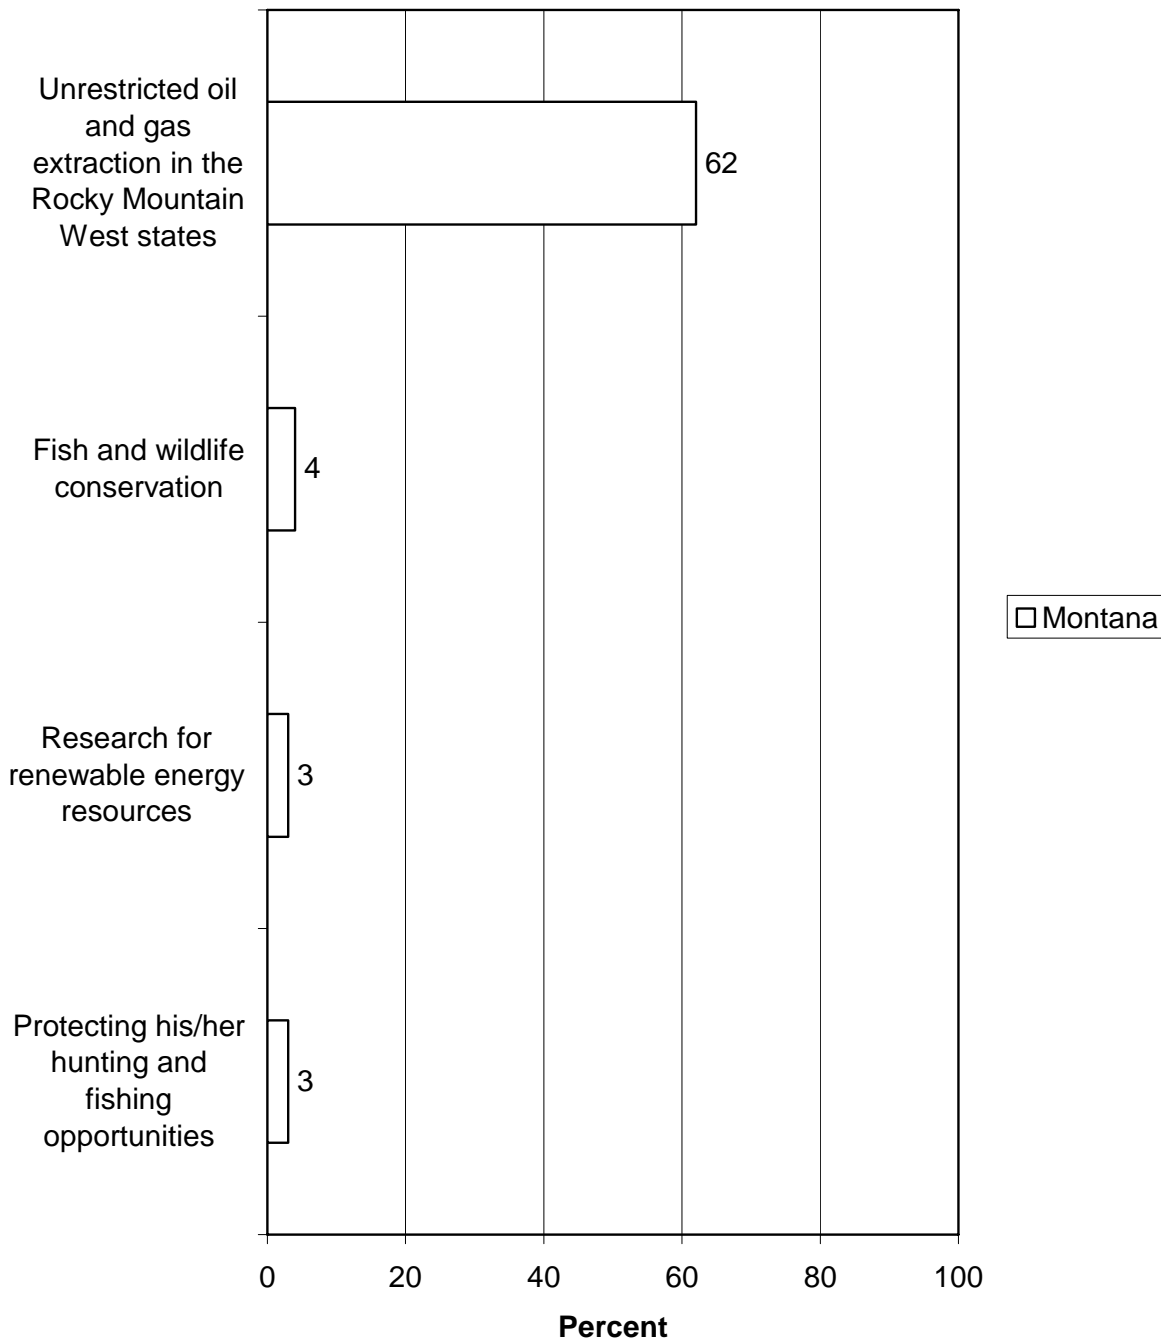 Unrestricted oil
and gas
extraction in the
Rocky Mountain
West states
62
Fish and wildlife
conservation
4
Montana
Research for
renewable energy
resources
3
Protecting his/her
hunting and
fishing
opportunities
3
0 20 40 60 80 100
Percent